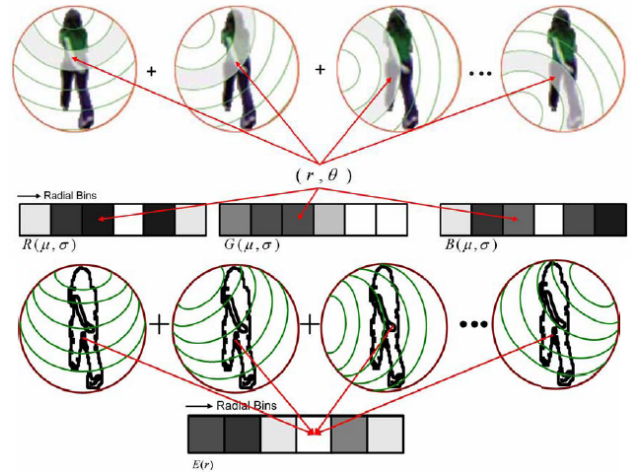 + + •••
( r , θ )
Radial Bins
R(μ,σ) G(μ,σ) B(μ,σ)
+ + •••
Radial Bins
E(r)